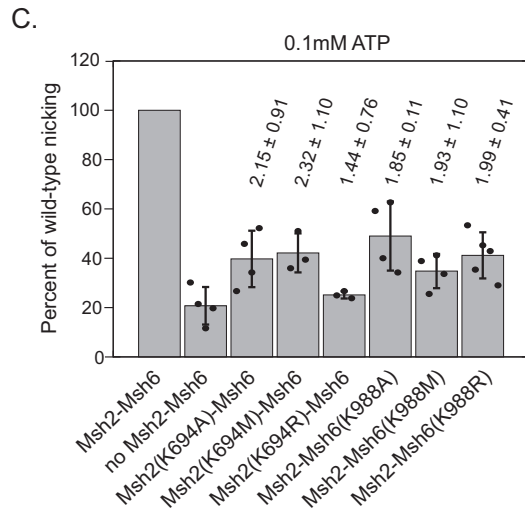 C.
0.1mM ATP
Percent of wild-type nicking
120
100
80
60
40
20
0
2.15 ± 0.91
2.32 ± 1.10
1.44 ± 0.76
1.85 ± 0.11
1.93 ± 1.10
1.99 ± 0.41
Msh2-Msh6
no Msh2-Msh6
Msh2(K694A)-Msh6
Msh2(K694M)-Msh6
Msh2(K694R)-Msh6
Msh2-Msh6(K988A)
Msh2-Msh6(K988M)
Msh2-Msh6(K988R)